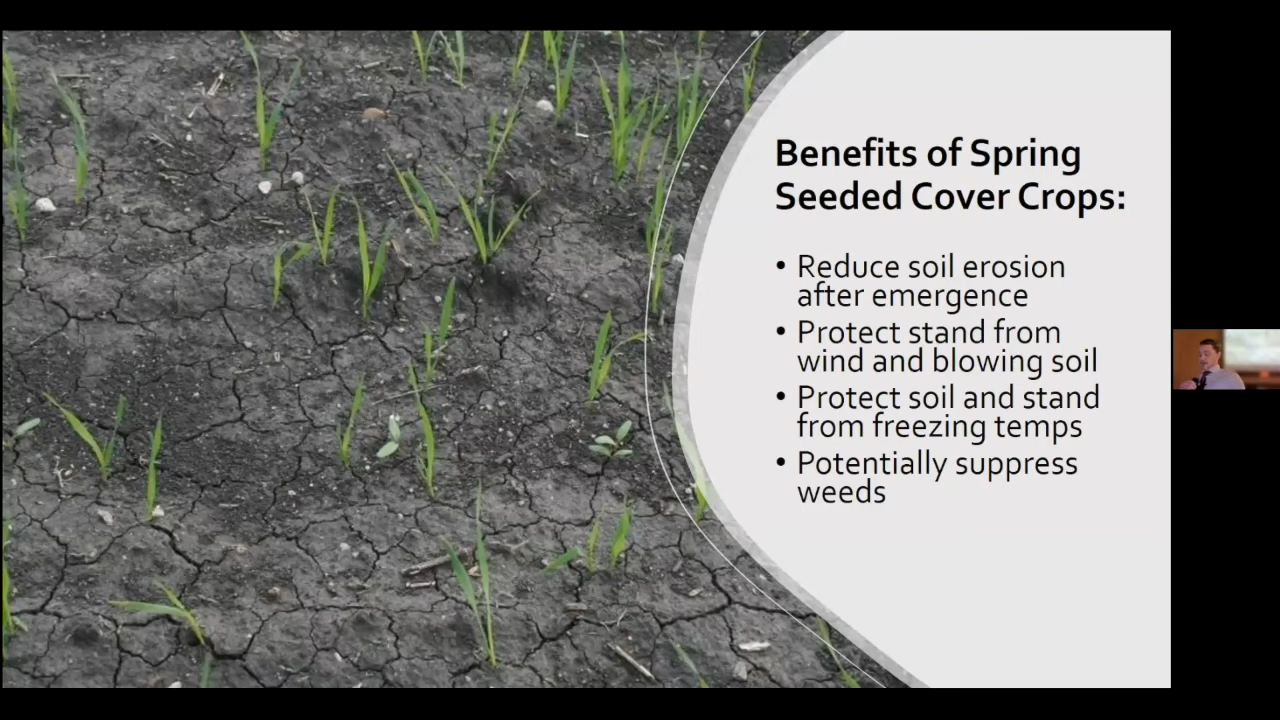 Benefits of Spring
Seeded Cover Crops:
• Reduce soil erosion
after emergence
• Protect stand from
wind and blowing soil
• Protect soil and stand
from freezing temps
• Potentially suppress
weeds